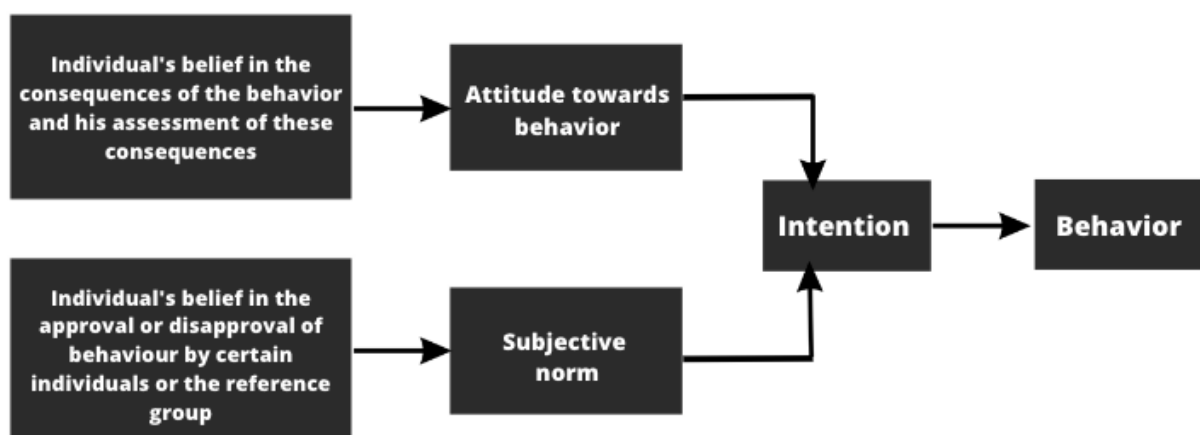 Individual's belief in the
consequences of the behavior
and his assessment of these
consequences
Attitude towards
behavior
Intention
Behavior
Individual's belief in the
approval or disapproval of
behaviour by certain
individuals or the reference
group
Subjective
norm